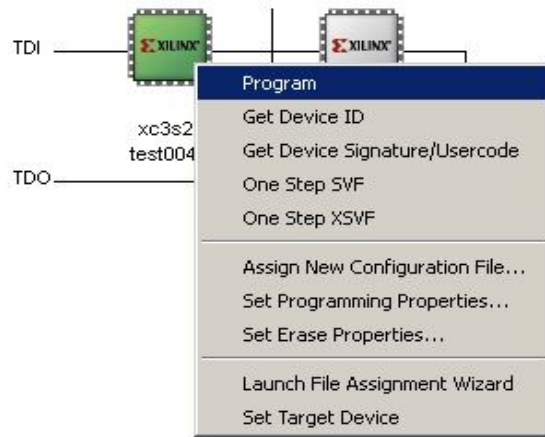 TDI
XILINX
XILINX
xc3s2
test004
TDO
Program
Get Device ID
Get Device Signature/Usercode
One Step SVF
One Step XSVF
Assign New Configuration File...
Set Programming Properties...
Set Erase Properties...
Launch File Assignment Wizard
Set Target Device